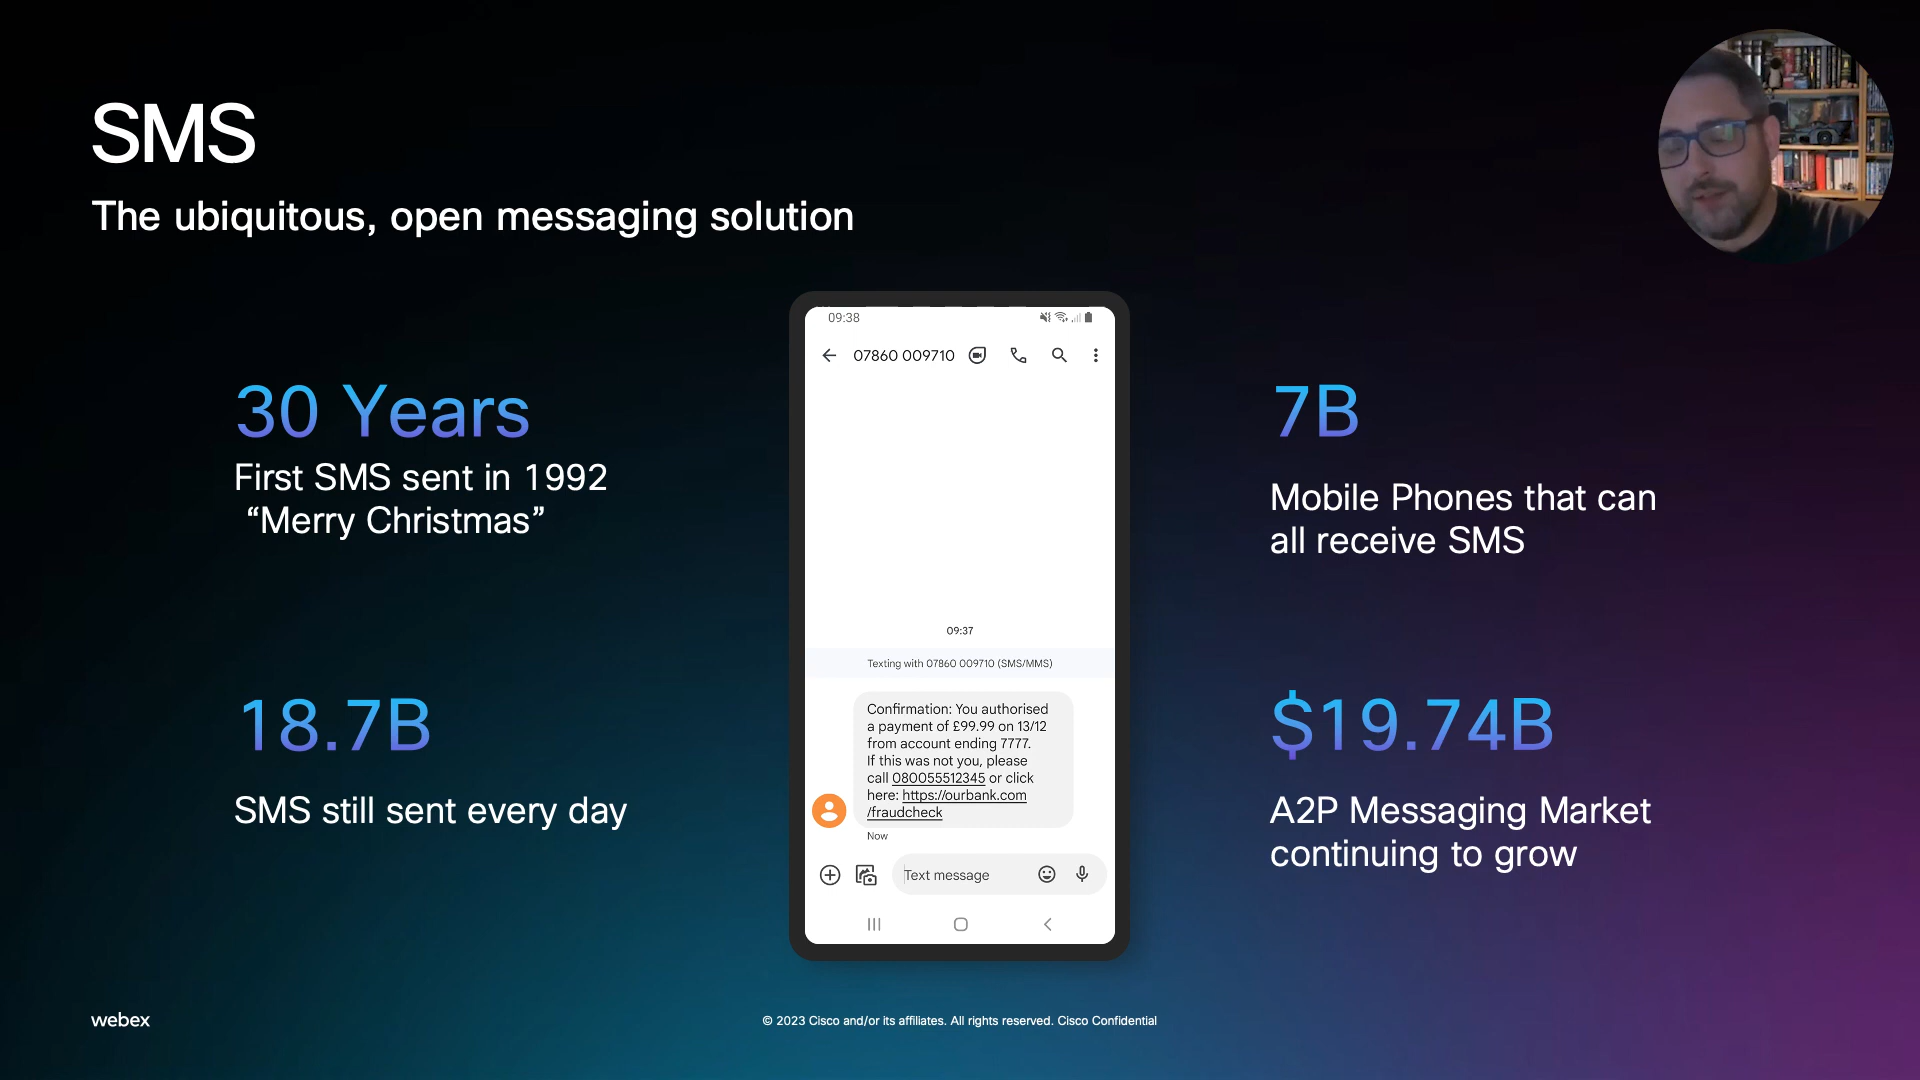 SMS
The ubiquitous, open messaging solution
30 Years
First SMS sent in 1992
“Merry Christmas”
18.7B
SMS still sent every day
09:38
07860 009710
09:37
Texting with 07860 009710 (SMS/MMS)
Confirmation: You authorised
a payment of £99.99 on 13/12
from account ending 7777.
If this was not you, please
call 080055512345 or click
here: https://ourbank.com
/fraudcheck
Now
Text message
7B
Mobile Phones that can
all receive SMS
$19.74B
A2P Messaging Market
continuing to grow
webex
© 2023 Cisco and/or its affiliates. All rights reserved. Cisco Confidential